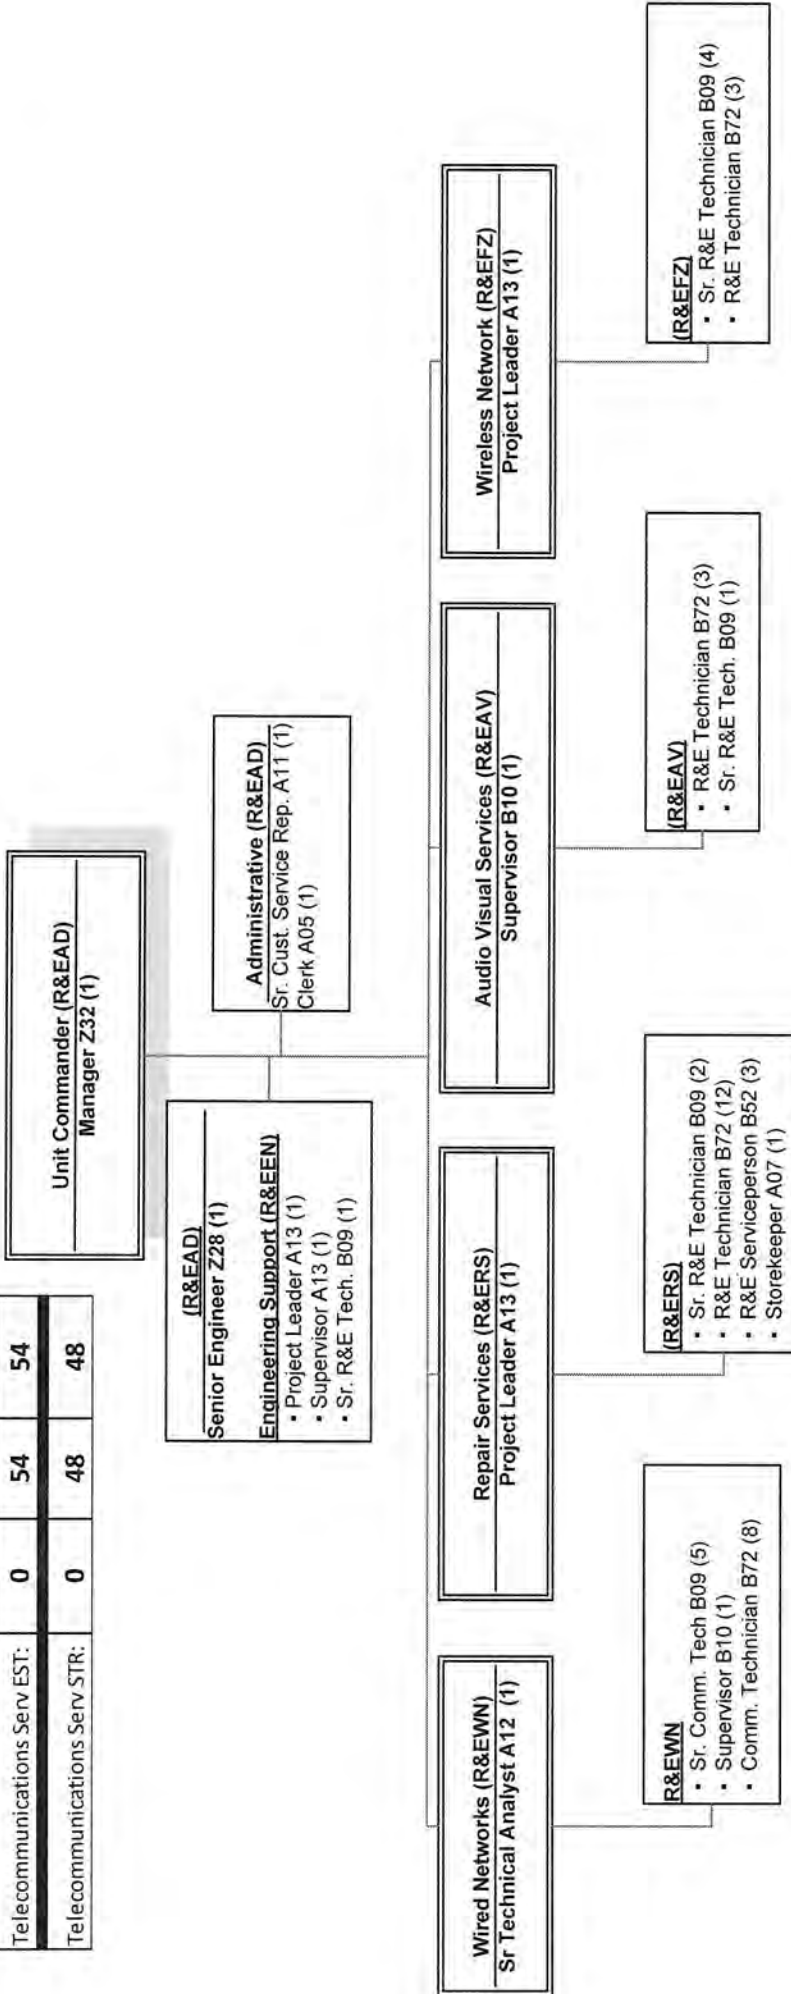 Telecommunications Serv EST: 0 54 54
Telecommunications Serv STR: 0 48 48
Unit Commander (R&EAD)
Manager Z32 (1)
(R&EAD)
Senior Engineer Z28 (1)
Engineering Support (R&EEN)
▪ Project Leader A13 (1)
▪ Supervisor A13 (1)
▪ Sr. R&E Tech. B09 (1)
Administrative (R&EAD)
Sr. Cust. Service Rep. A11 (1)
Clerk A05 (1)
Wired Networks (R&EWN)
Sr Technical Analyst A12 (1)
Repair Services (R&ERS)
Project Leader A13 (1)
Audio Visual Services (R&EAV)
Supervisor B10 (1)
Wireless Network (R&EFZ)
Project Leader A13 (1)
R&EWN
▪ Sr. Comm. Tech B09 (5)
▪ Supervisor B10 (1)
▪ Comm. Technician B72 (8)
(R&ERS)
▪ Sr. R&E Technician B09 (2)
▪ R&E Technician B72 (12)
▪ R&E Serviceperson B52 (3)
▪ Storekeeper A07 (1)
(R&EAV)
▪ R&E Technician B72 (3)
▪ Sr. R&E Tech. B09 (1)
(R&EFZ)
▪ Sr. R&E Technician B09 (4)
▪ R&E Technician B72 (3)